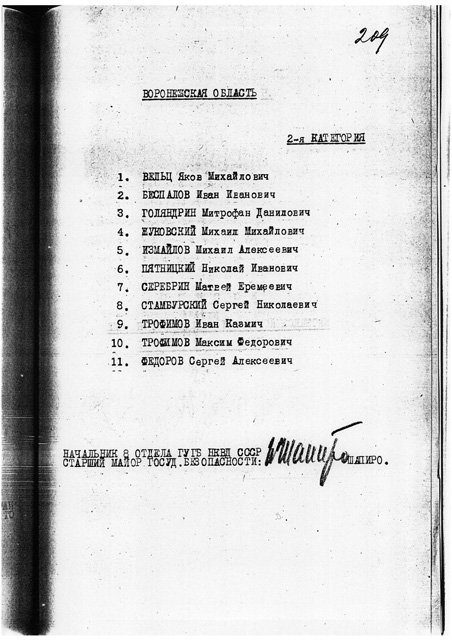 209
ВОРОНЕЖСКАЯ ОБЛАСТЬ
2-я КАТЕГОРИЯ
1. ВЕЛЬЦ Яков Михайлович
2. БЕСПАЛОВ Иван Иванович
3. ГОЛЯНДРИН Митрофан Данилович
4. ЖУКОВСКИЙ Михаил Михайлович
5. ИЗМАЙЛОВ Михаил Алексеевич
6. ПЯТНИЦКИЙ Николай Иванович
7. СЕРЕБРИН Матвей Еремеевич
8. СТАМБУРСКИЙ Сергей Николаевич
9. ТРОФИМОВ Иван Казмич
10. ТРОФИМОВ Максим Федорович
11. ФЕДОРОВ Сергей Алексеевич
НАЧАЛЬНИК 8 ОТДЕЛА ГУГБ НКВД СССР
СТАРШИЙ МАЙОР ГОСУД.БЕЗОПАСНОСТИ: Шапиро ШАПИРО.